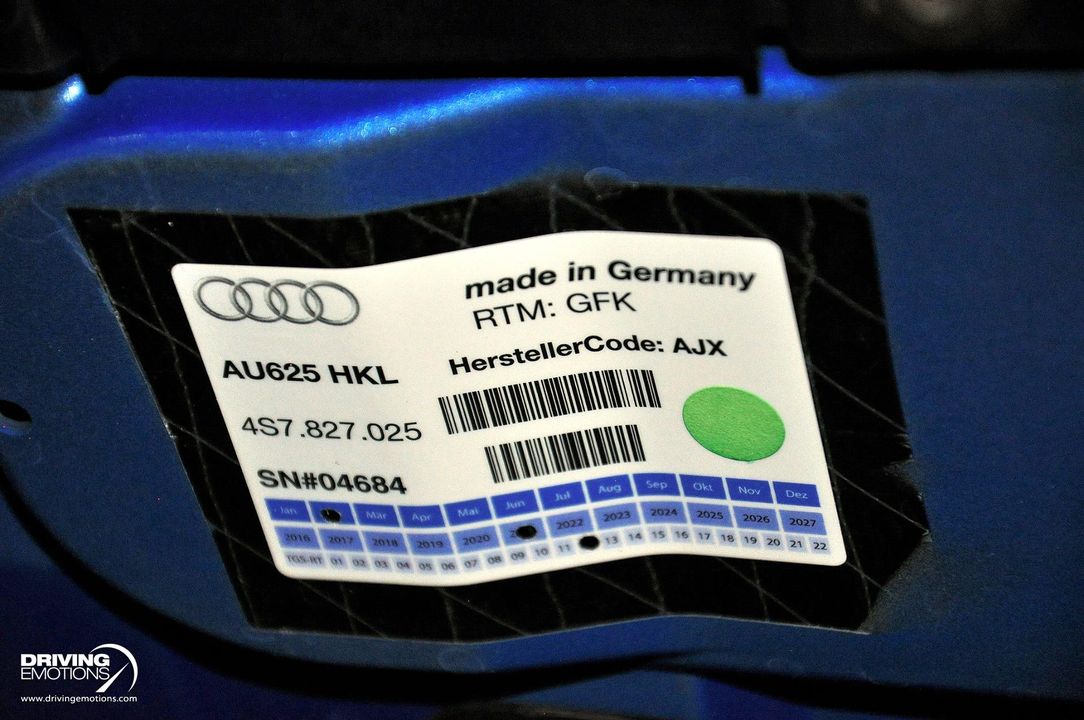 made in Germany
RTM: GFK
HerstellerCode: AJX
AU625 HKL
4S7.827.025
SN#04684
Jan Mär Apr Mai Jun Jul Aug Sep Okt Nov Dez
2016 2017 2018 2019 2020 2022 2023 2024 2025 2026 2027
TGS-RT 01 02 03 04 05 06 07 08 09 10 11 13 14 15 16 17 18 19 20 21 22
DRIVING
EMOTIONS
www.drivingemotions.com